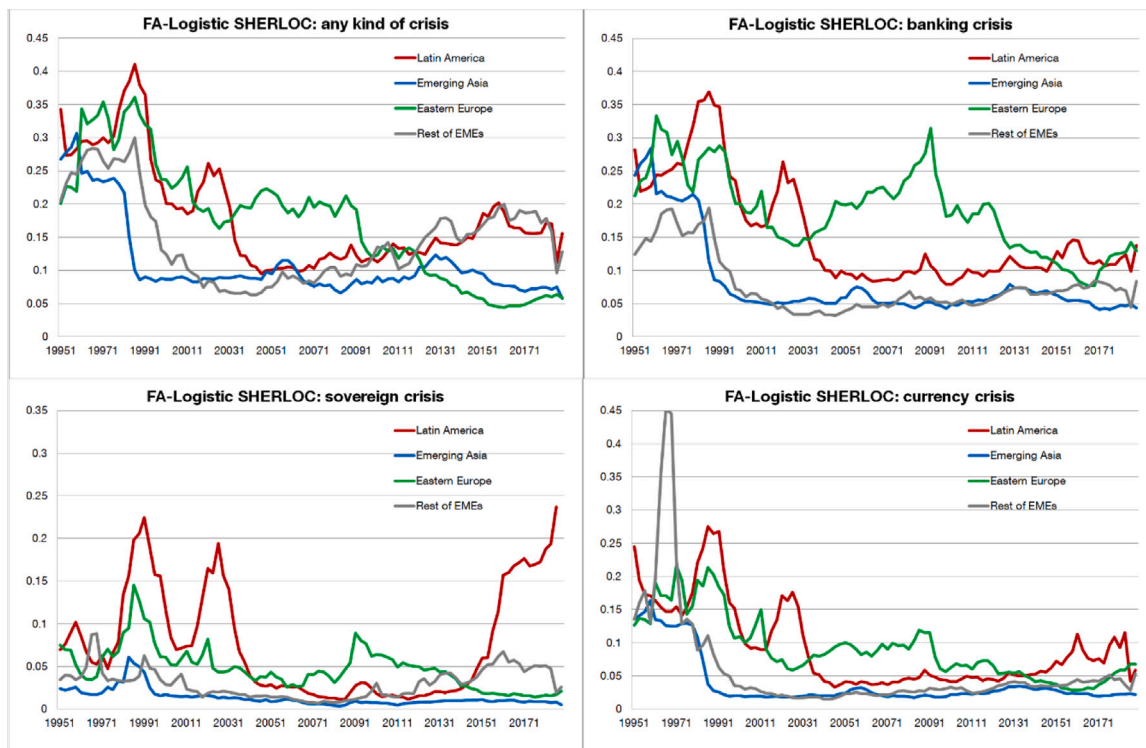 FA-Logistic SHERLOC: any kind of crisis
0.45
0.4
0.35
0.3
0.25
0.2
0.15
0.1
0.05
0
Latin America
Emerging Asia
Eastern Europe
Rest of EMEs
19951 19971 19991 20011 20031 20051 20071 20091 20111 20131 20151 20171
FA-Logistic SHERLOC: banking crisis
0.45
0.4
0.35
0.3
0.25
0.2
0.15
0.1
0.05
0
Latin America
Emerging Asia
Eastern Europe
Rest of EMEs
19951 19971 19991 20011 20031 20051 20071 20091 20111 20131 20151 20171
FA-Logistic SHERLOC: sovereign crisis
0.35
0.3
0.25
0.2
0.15
0.1
0.05
0
Latin America
Emerging Asia
Eastern Europe
Rest of EMEs
19951 19971 19991 20011 20031 20051 20071 20091 20111 20131 20151 20171
FA-Logistic SHERLOC: currency crisis
0.45
0.4
0.35
0.3
0.25
0.2
0.15
0.1
0.05
0
Latin America
Emerging Asia
Eastern Europe
Rest of EMEs
19951 19971 19991 20011 20031 20051 20071 20091 20111 20131 20151 20171